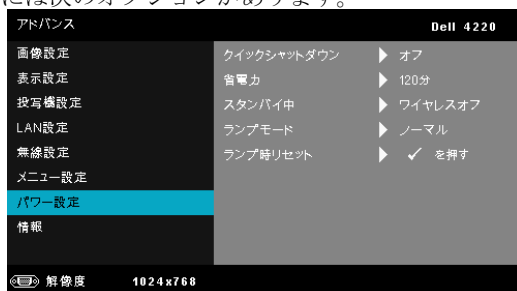 には次のオプションがあります。
アドバンス Dell 4220
画像設定 クイックシャットダウン ▶ オフ
表示設定 省電力 ▶ 120分
投写機設定 スタンバイ中 ▶ ワイヤレスオフ
LAN設定 ランプモード ▶ ノーマル
無線設定 ランプ時リセット ▶ ✓ を押す
メニュー設定
パワー設定
情報
解像度 1024x768